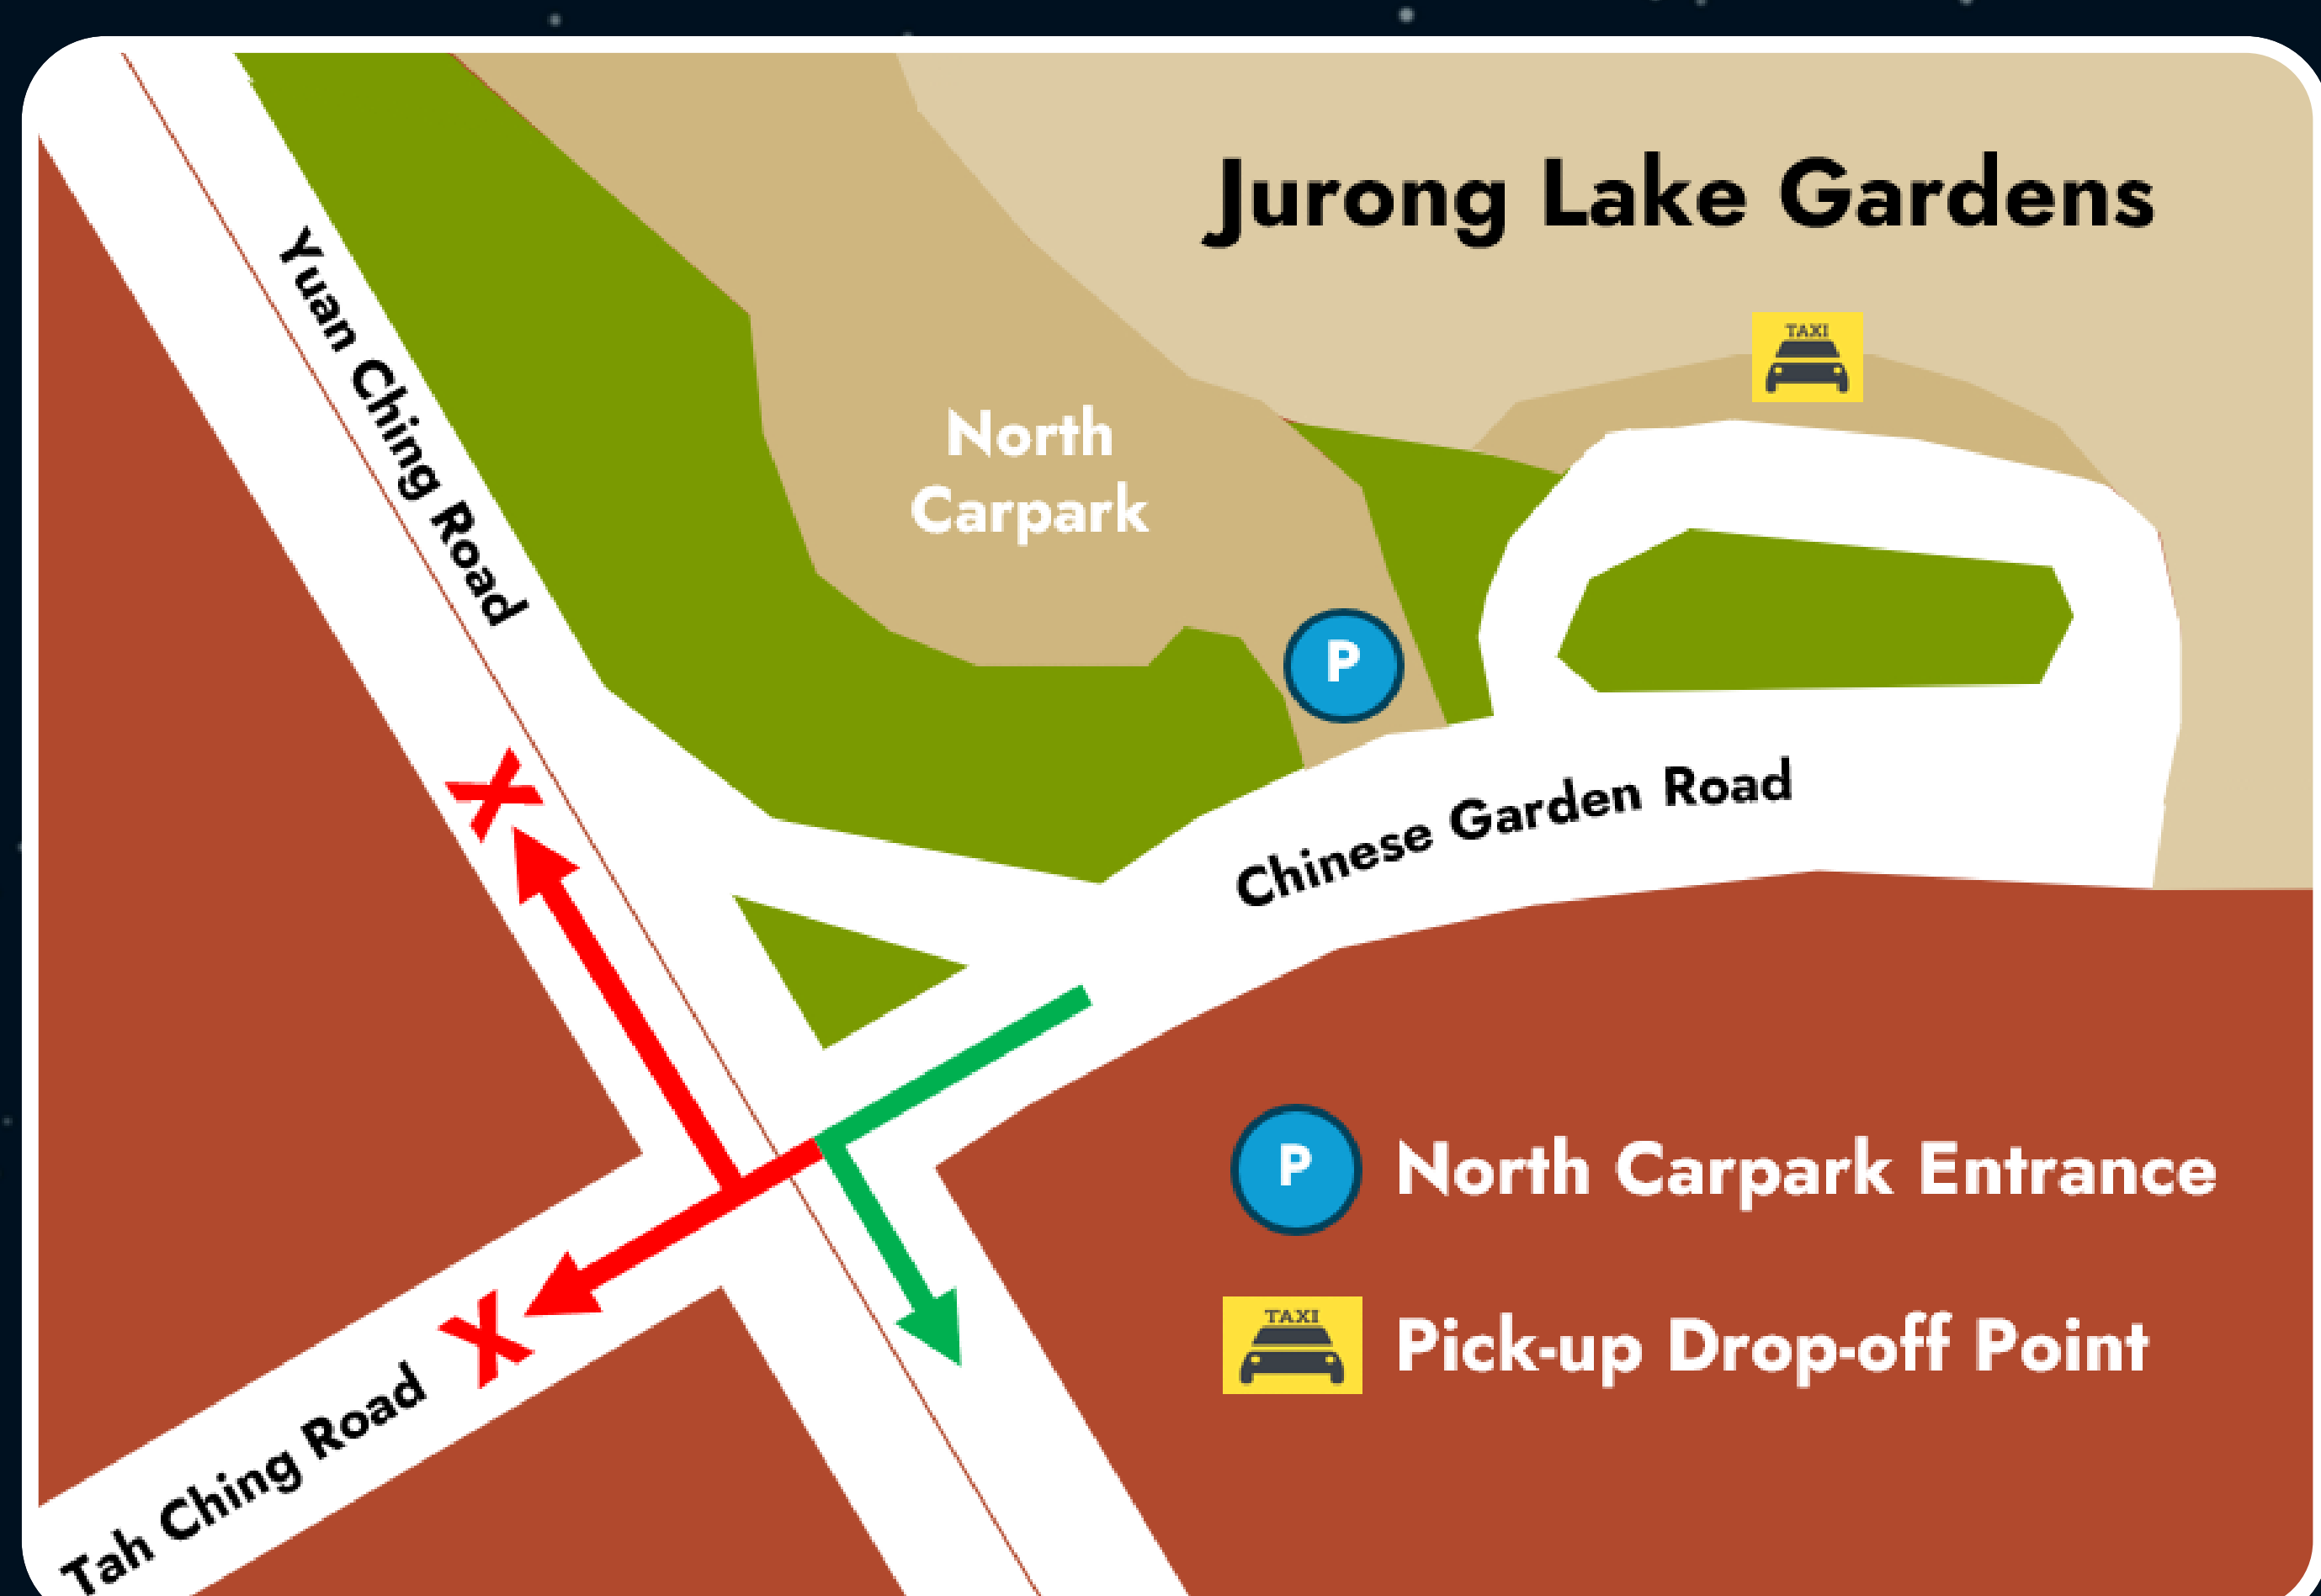 Jurong Lake Gardens
TAXI
Yuan Ching Road
North
Carpark
P
Chinese Garden Road
X
P North Carpark Entrance
TAXI Pick-up Drop-off Point
X
Tah Ching Road